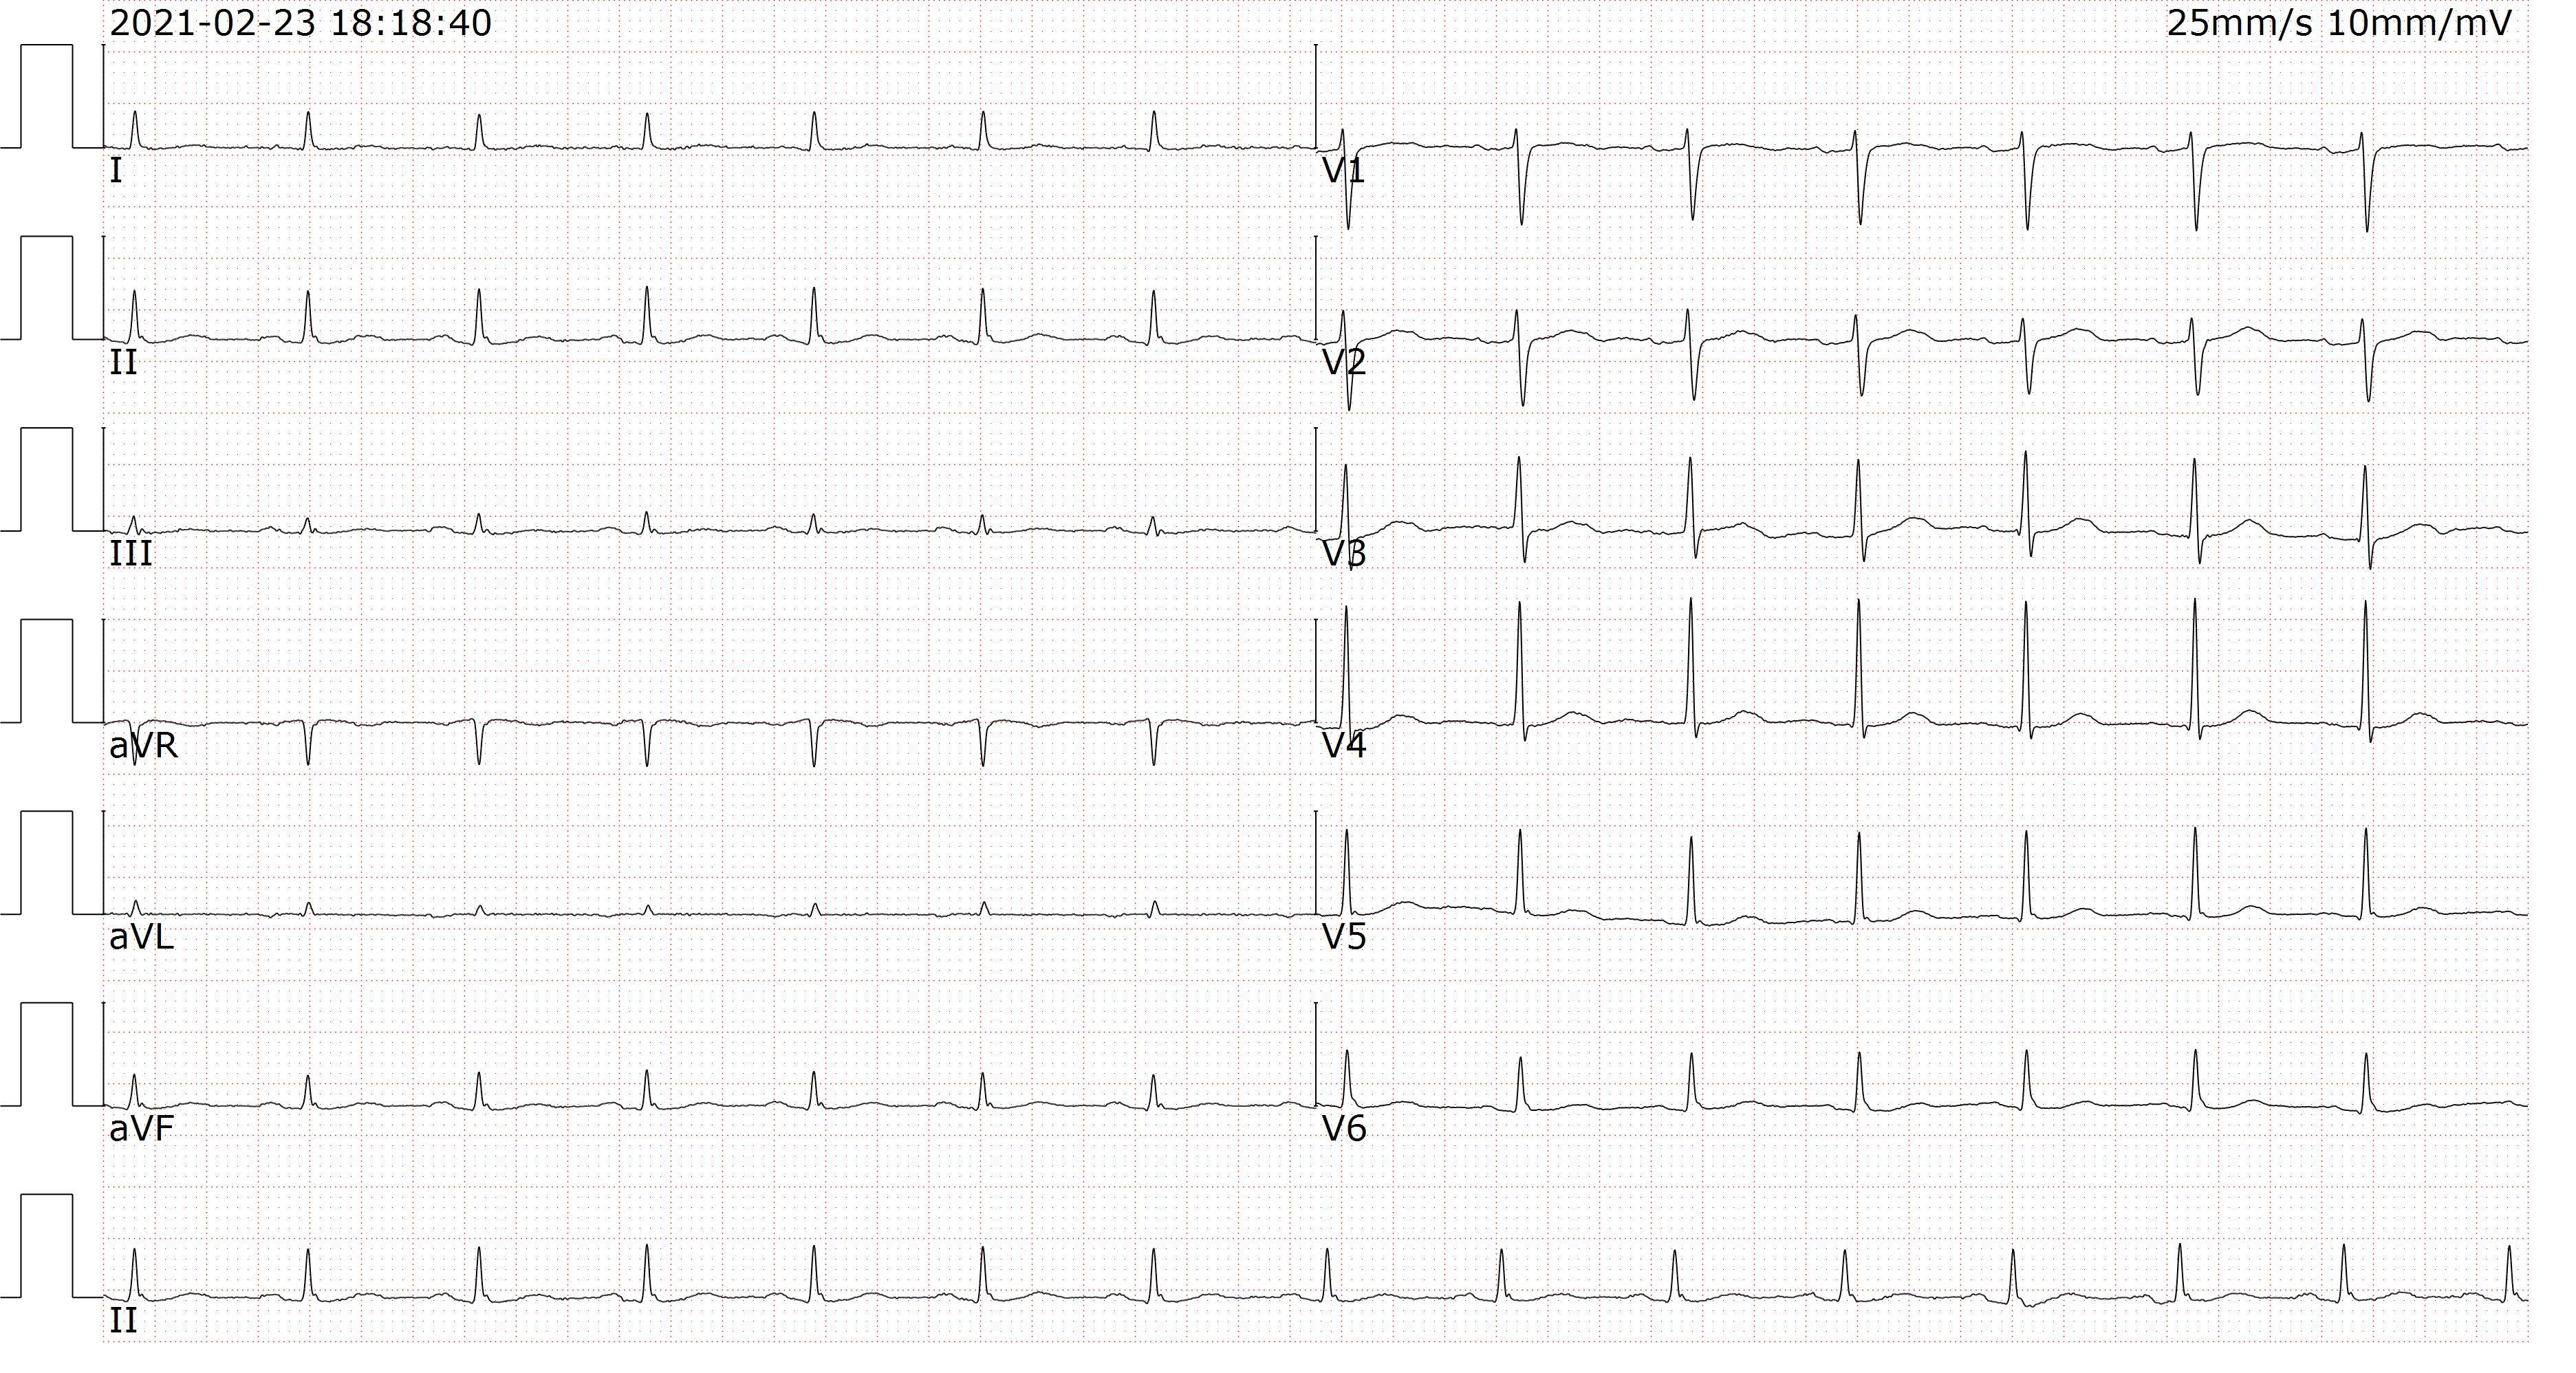 2021-02-23 18:18:40 25mm/s 10mm/mV
I V1
II V2
III V3
aVR V4
aVL V5
aVF V6
II